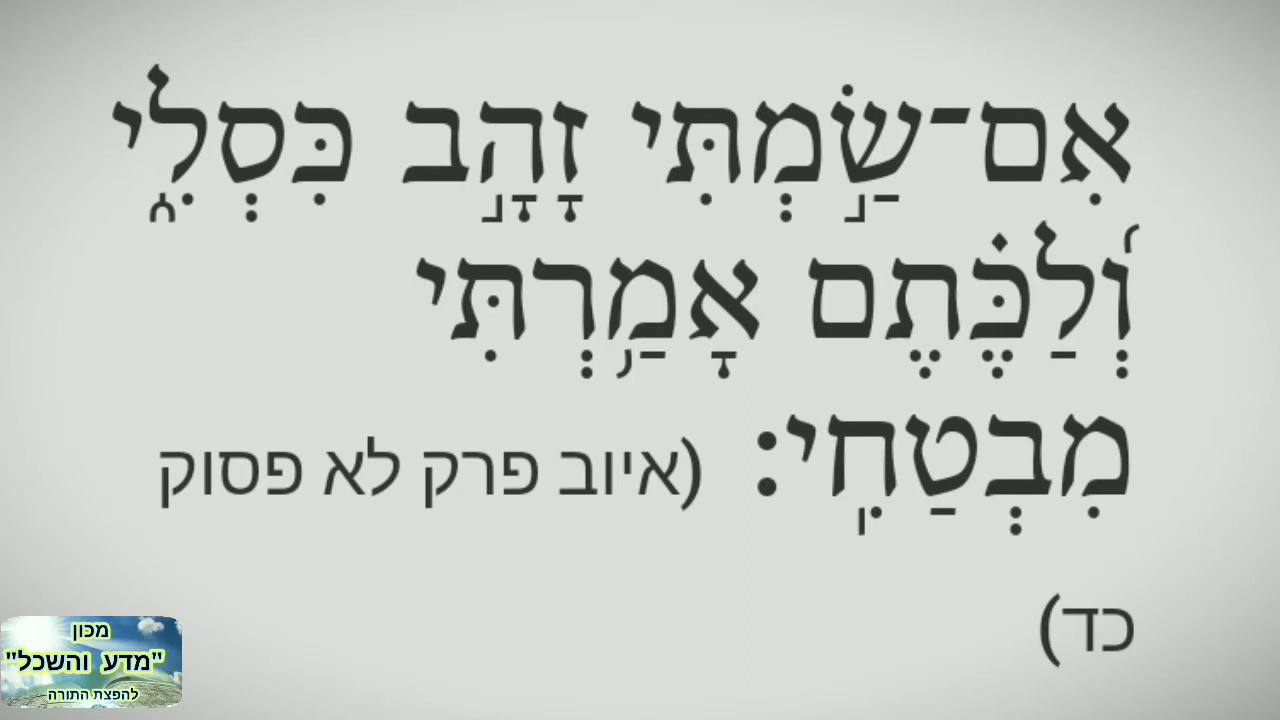 אִם־שַׂ֣מְתִּי זָהָ֣ב כִּסְלִ֑י
וְ֝לַכֶּ֗תֶם אָמַ֥רְתִּי
מִבְטַחִֽי׃ (איוב פרק לא פסוק
כד)
מכון
"מדע והשכל"
להפצת התורה